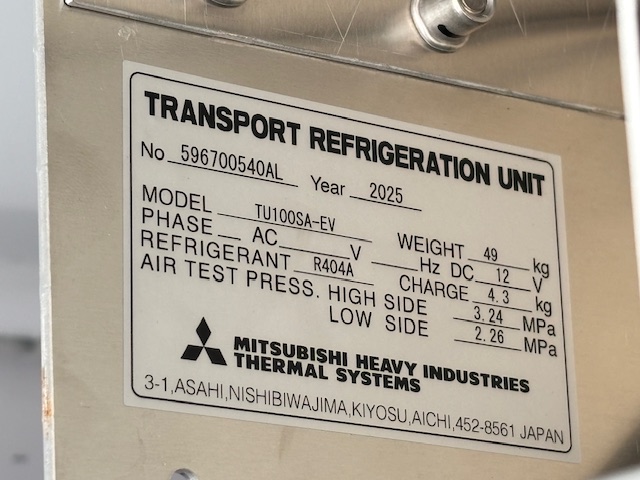 TRANSPORT REFRIGERATION UNIT
No 596700540AL Year 2025
MODEL TU100SA-EV WEIGHT 49 kg
PHASE AC V Hz DC 12 V
REFRIGERANT R404A CHARGE 4.3 kg
AIR TEST PRESS. HIGH SIDE 3.24 MPa
LOW SIDE 2.26 MPa
MITSUBISHI HEAVY INDUSTRIES
THERMAL SYSTEMS
3-1,ASAHI,NISHIBIWAJIMA,KIYOSU,AICHI,452-8561 JAPAN